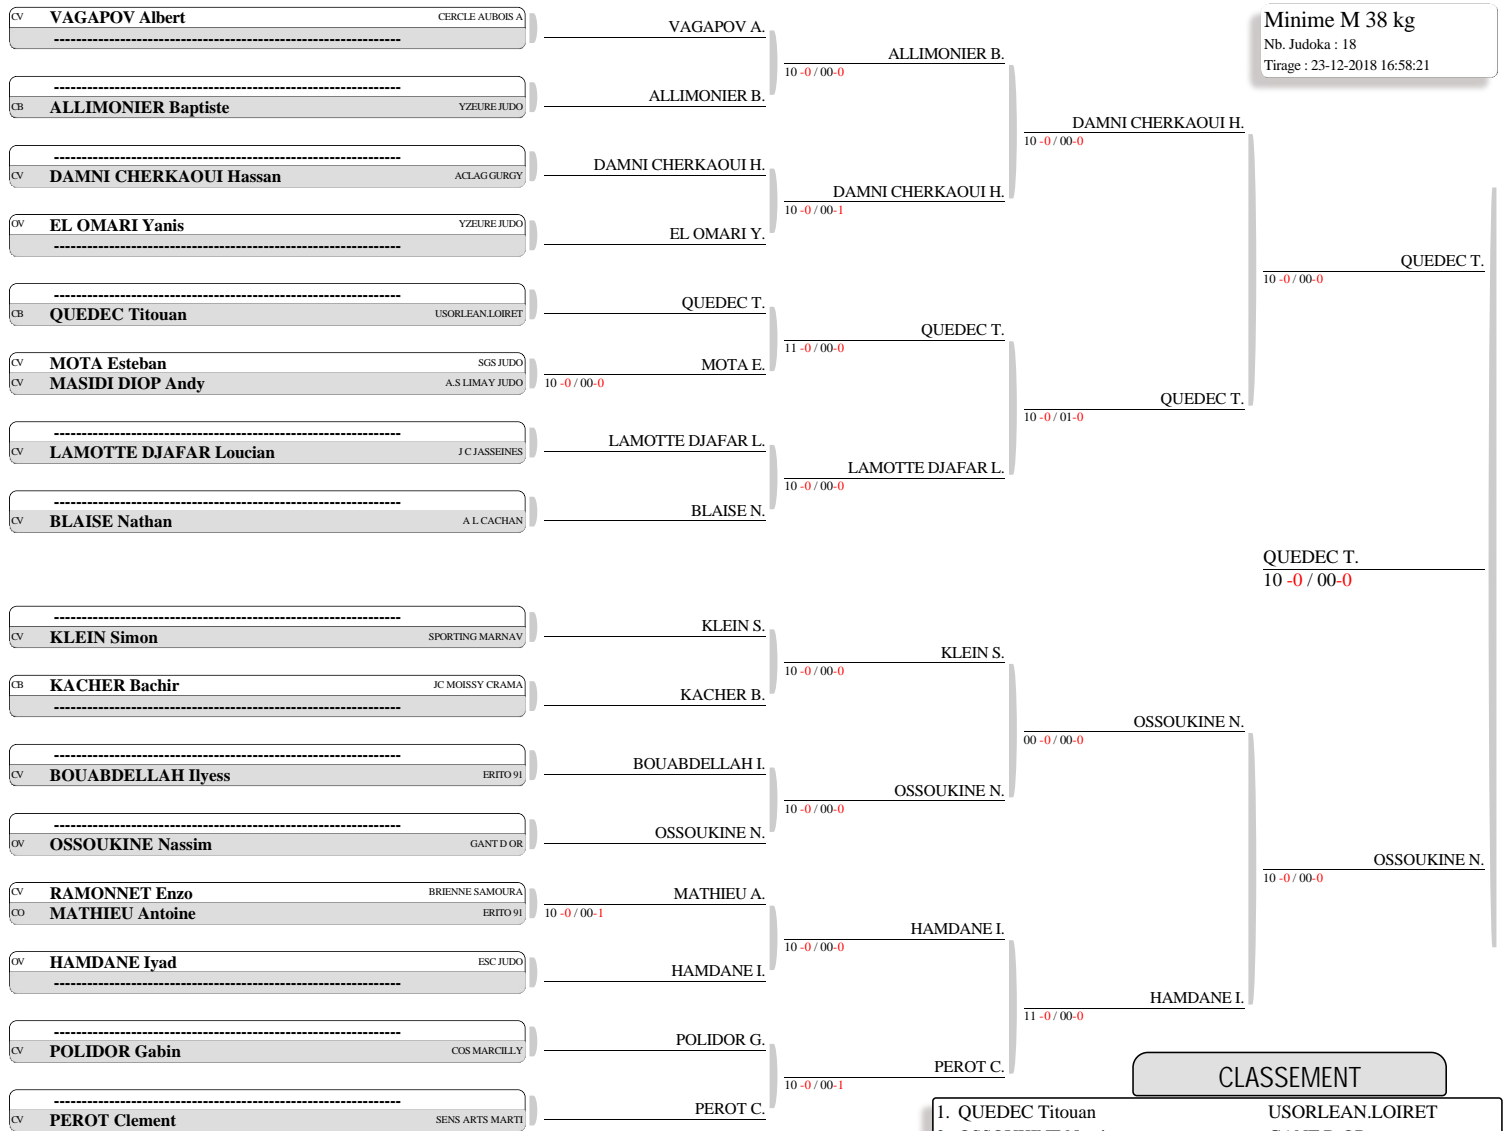 CV VAGAPOV Albert CERCLE AUBOIS A
----------------------------------------------------------------
----------------------------------------------------------------
CB ALLIMONIER Baptiste YZEURE JUDO
----------------------------------------------------------------
CV DAMNI CHERKAOUI Hassan ACLAG GURGY
OV EL OMARI Yanis YZEURE JUDO
----------------------------------------------------------------
----------------------------------------------------------------
CB QUEDEC Titouan USORLEAN.LOIRET
CV MOTA Esteban SGS JUDO
CV MASIDI DIOP Andy A.S LIMAY JUDO
----------------------------------------------------------------
CV LAMOTTE DJAFAR Loucian J C JASSEINES
----------------------------------------------------------------
CV BLAISE Nathan A L CACHAN
----------------------------------------------------------------
CV KLEIN Simon SPORTING MARNAV
CB KACHER Bachir JC MOISSY CRAMA
----------------------------------------------------------------
----------------------------------------------------------------
CV BOUABDELLAH Ilyess ERITO 91
----------------------------------------------------------------
OV OSSOUKINE Nassim GANT D OR
CV RAMONNET Enzo BRIENNE SAMOURA
CO MATHIEU Antoine ERITO 91
OV HAMDANE Iyad ESC JUDO
----------------------------------------------------------------
----------------------------------------------------------------
CV POLIDOR Gabin COS MARCILLY
----------------------------------------------------------------
CV PEROT Clement SENS ARTS MARTI
VAGAPOV A.
ALLIMONIER B.
DAMNI CHERKAOUI H.
EL OMARI Y.
QUEDEC T.
MOTA E.
10 -0 / 00-0
LAMOTTE DJAFAR L.
BLAISE N.
KLEIN S.
KACHER B.
BOUABDELLAH I.
OSSOUKINE N.
MATHIEU A.
10 -0 / 00-1
HAMDANE I.
POLIDOR G.
PEROT C.
ALLIMONIER B.
10 -0 / 00-0
DAMNI CHERKAOUI H.
10 -0 / 00-1
QUEDEC T.
11 -0 / 00-0
LAMOTTE DJAFAR L.
10 -0 / 00-0
KLEIN S.
10 -0 / 00-0
OSSOUKINE N.
10 -0 / 00-0
HAMDANE I.
10 -0 / 00-0
PEROT C.
10 -0 / 00-1
DAMNI CHERKAOUI H.
10 -0 / 00-0
QUEDEC T.
10 -0 / 01-0
OSSOUKINE N.
00 -0 / 00-0
HAMDANE I.
11 -0 / 00-0
Minime M 38 kg
Nb. Judoka : 18
Tirage : 23-12-2018 16:58:21
QUEDEC T.
10 -0 / 00-0
QUEDEC T.
10 -0 / 00-0
OSSOUKINE N.
10 -0 / 00-0
CLASSEMENT
1. QUEDEC Titouan USORLEAN.LOIRET